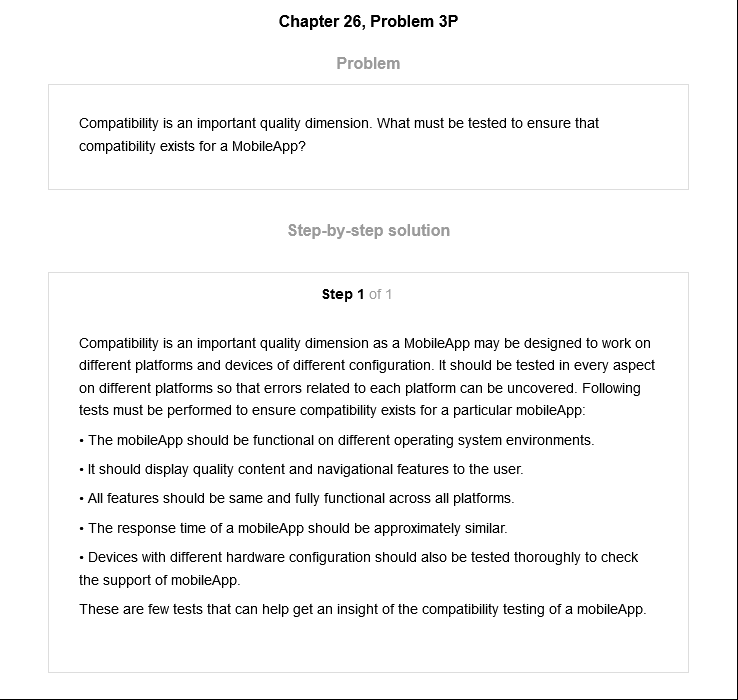 Chapter 26, Problem 3P
Problem
Compatibility is an important quality dimension. What must be tested to ensure that
compatibility exists for a MobileApp?
Step-by-step solution
Step 1 of 1
Compatibility is an important quality dimension as a MobileApp may be designed to work on
different platforms and devices of different configuration. It should be tested in every aspect
on different platforms so that errors related to each platform can be uncovered. Following
tests must be performed to ensure compatibility exists for a particular mobileApp:
• The mobileApp should be functional on different operating system environments.
• It should display quality content and navigational features to the user.
• All features should be same and fully functional across all platforms.
• The response time of a mobileApp should be approximately similar.
• Devices with different hardware configuration should also be tested thoroughly to check
the support of mobileApp.
These are few tests that can help get an insight of the compatibility testing of a mobileApp.